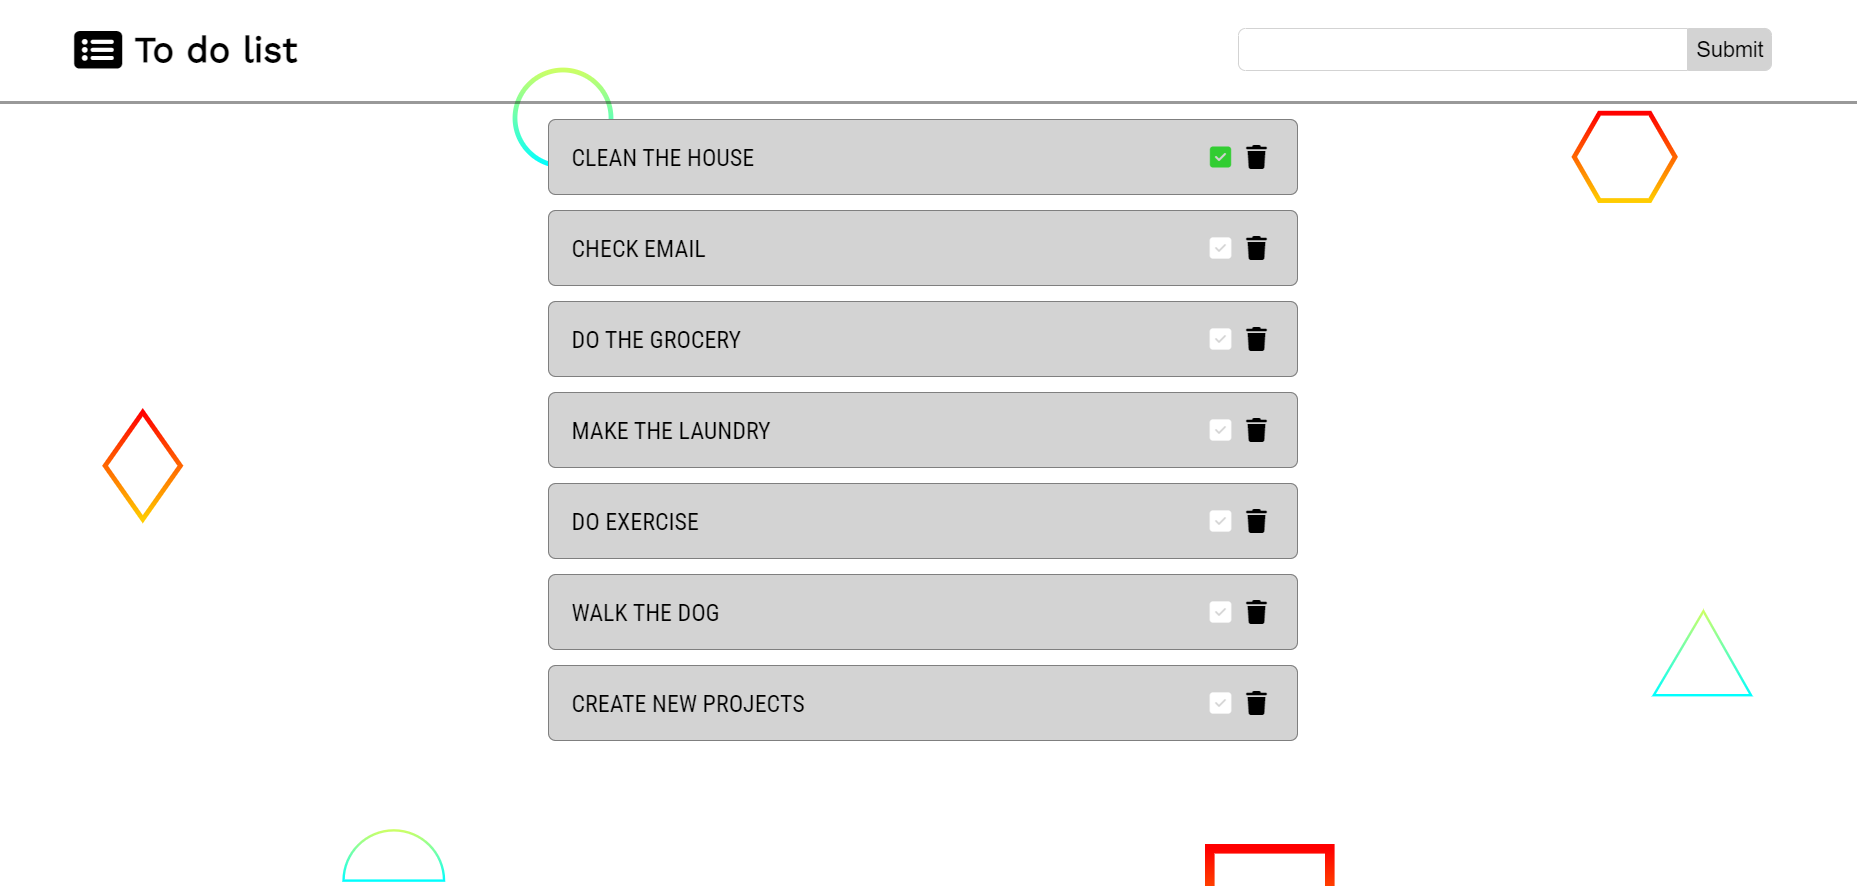 To do list
Submit
CLEAN THE HOUSE
CHECK EMAIL
DO THE GROCERY
MAKE THE LAUNDRY
DO EXERCISE
WALK THE DOG
CREATE NEW PROJECTS